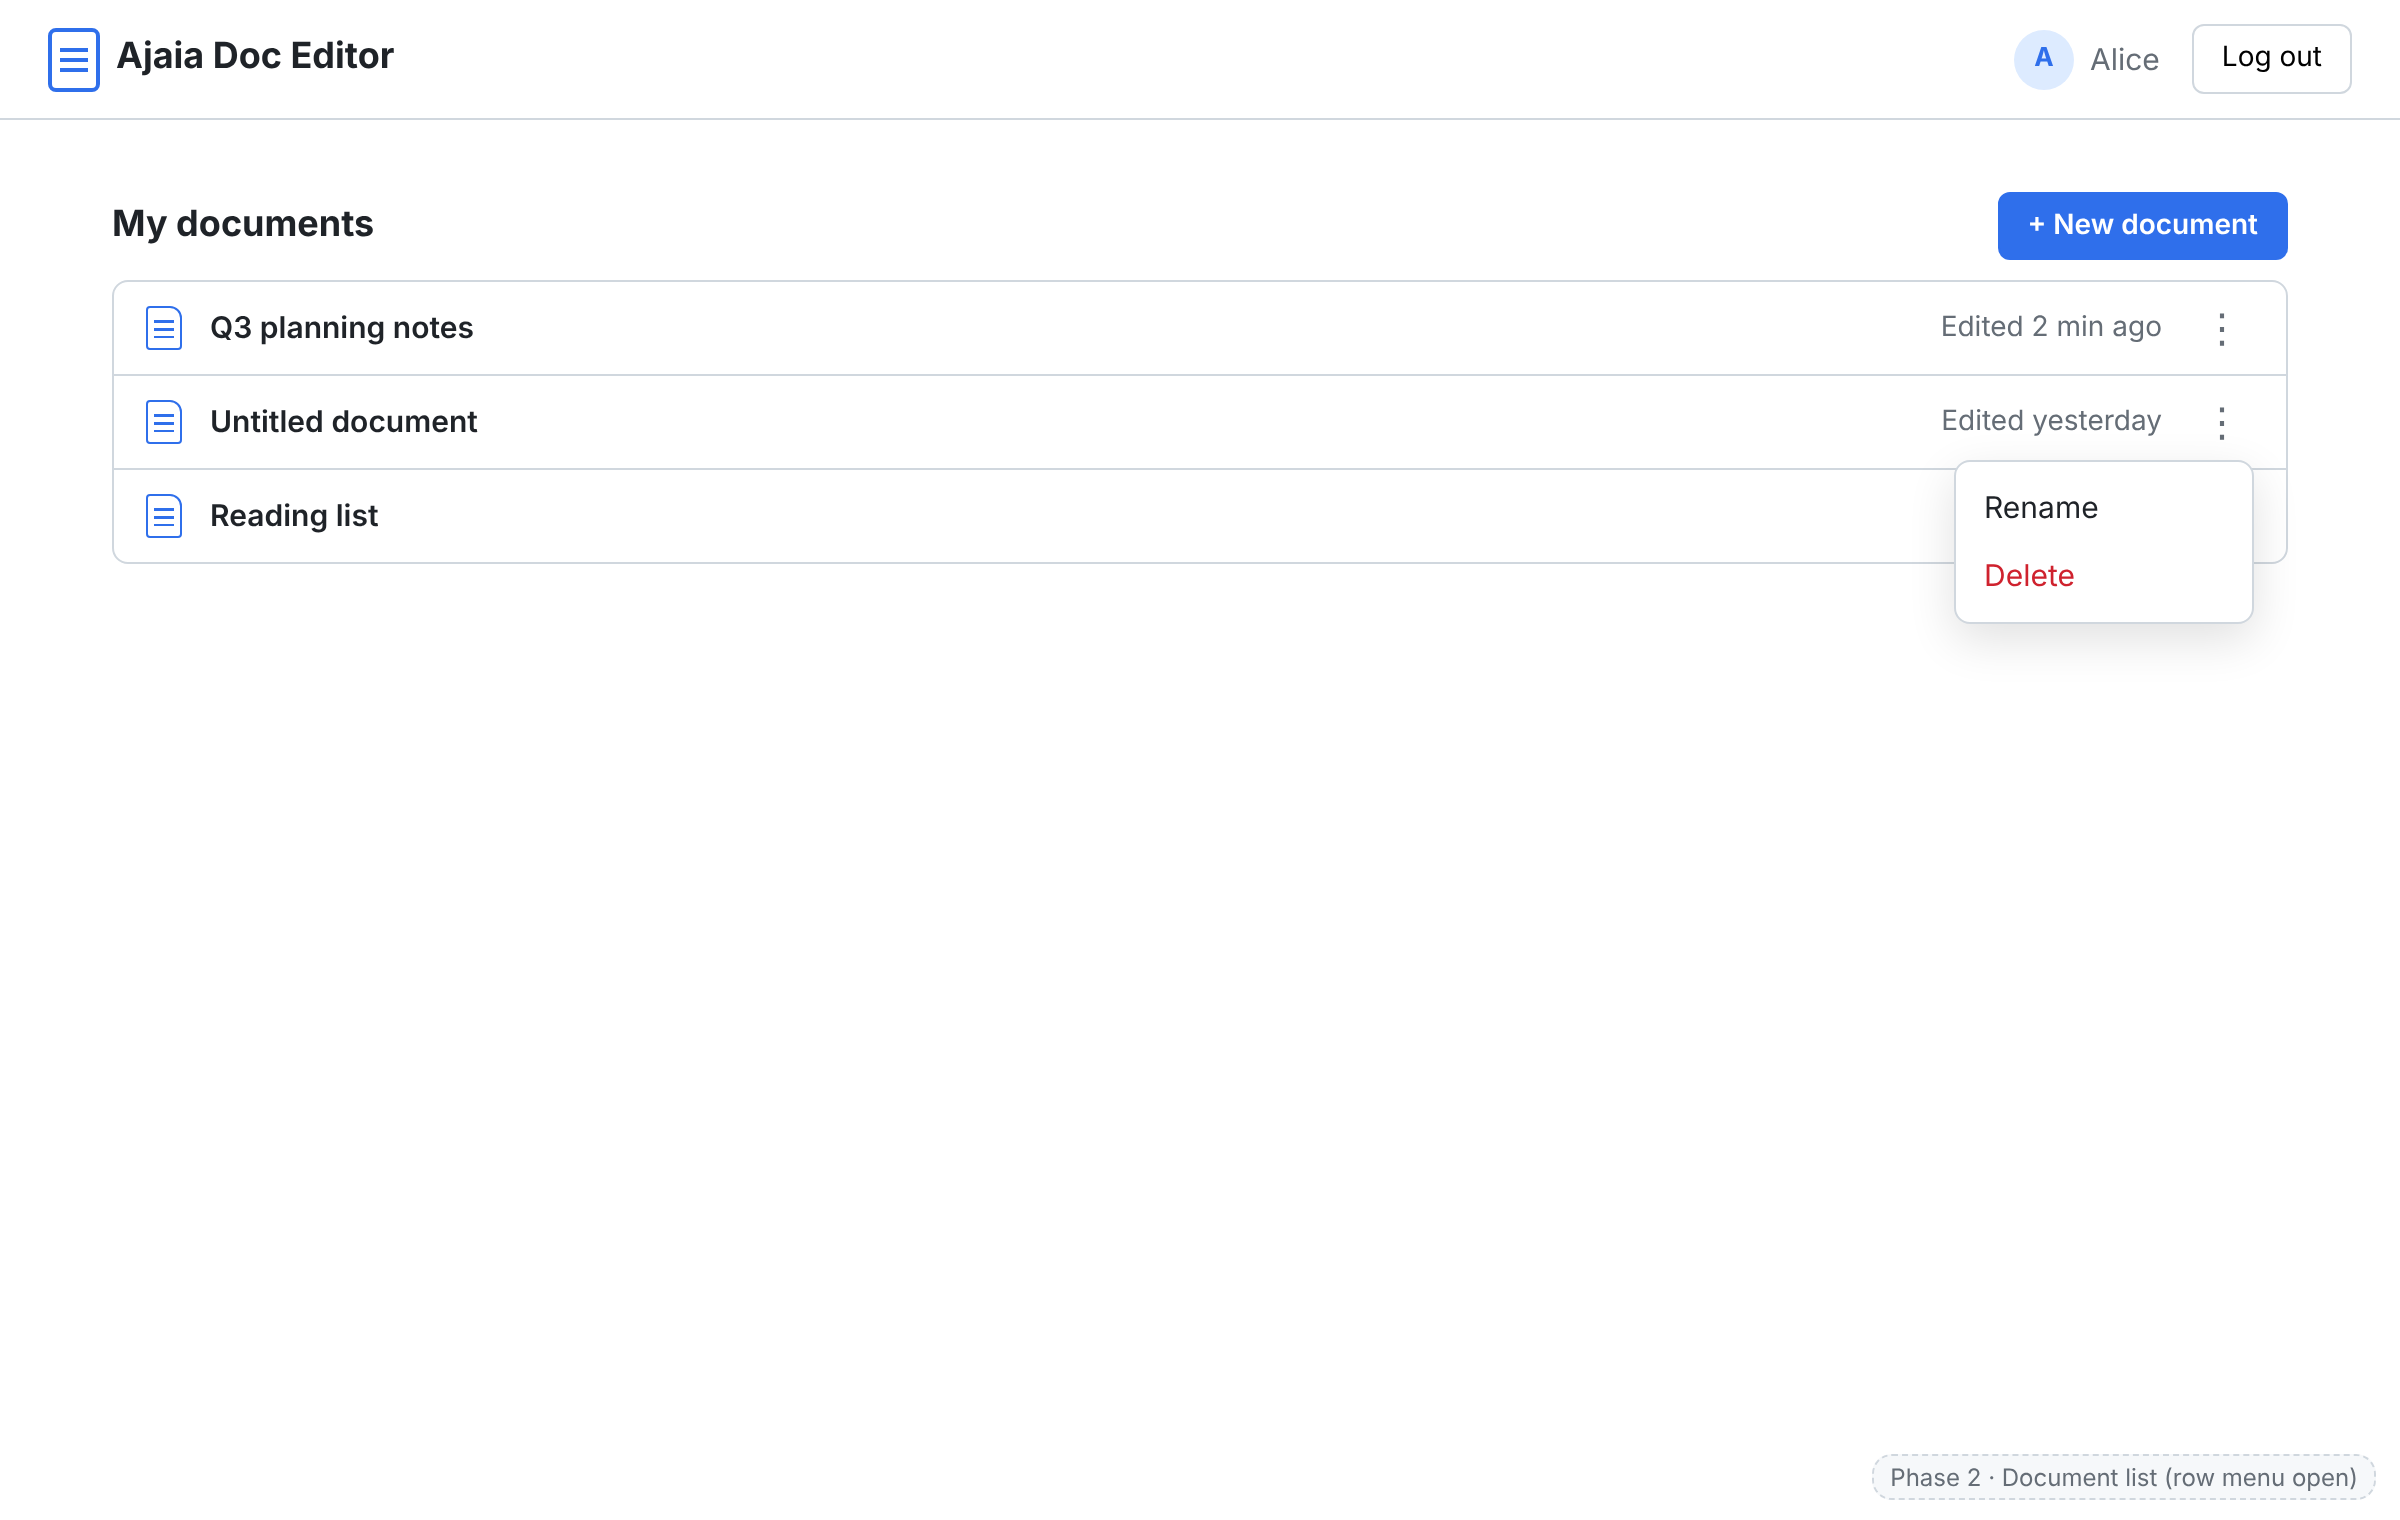 Ajaia Doc Editor
A Alice Log out
My documents
+ New document
Q3 planning notes Edited 2 min ago
Untitled document Edited yesterday
Reading list
Rename
Delete
Phase 2 · Document list (row menu open)